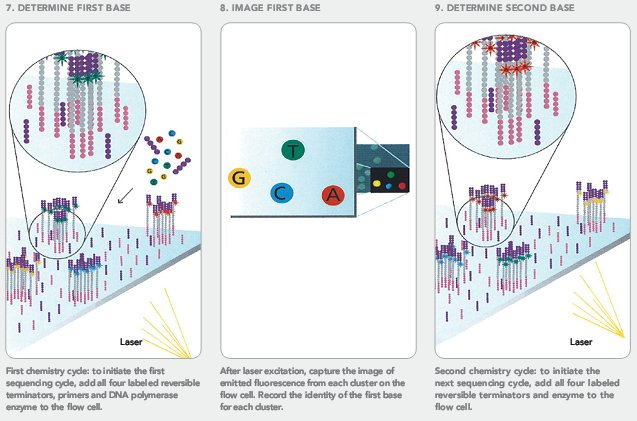 7. DETERMINE FIRST BASE
8. IMAGE FIRST BASE
9. DETERMINE SECOND BASE
Laser
First chemistry cycle: to initiate the first
sequencing cycle, add all four labeled reversible
terminators, primers and DNA polymerase
enzyme to the flow cell.
T
G
C
A
After laser excitation, capture the image of
emitted fluorescence from each cluster on the
flow cell. Record the identity of the first base
for each cluster.
Laser
Second chemistry cycle: to initiate the
next sequencing cycle, add all four labeled
reversible terminators and enzyme to the
flow cell.